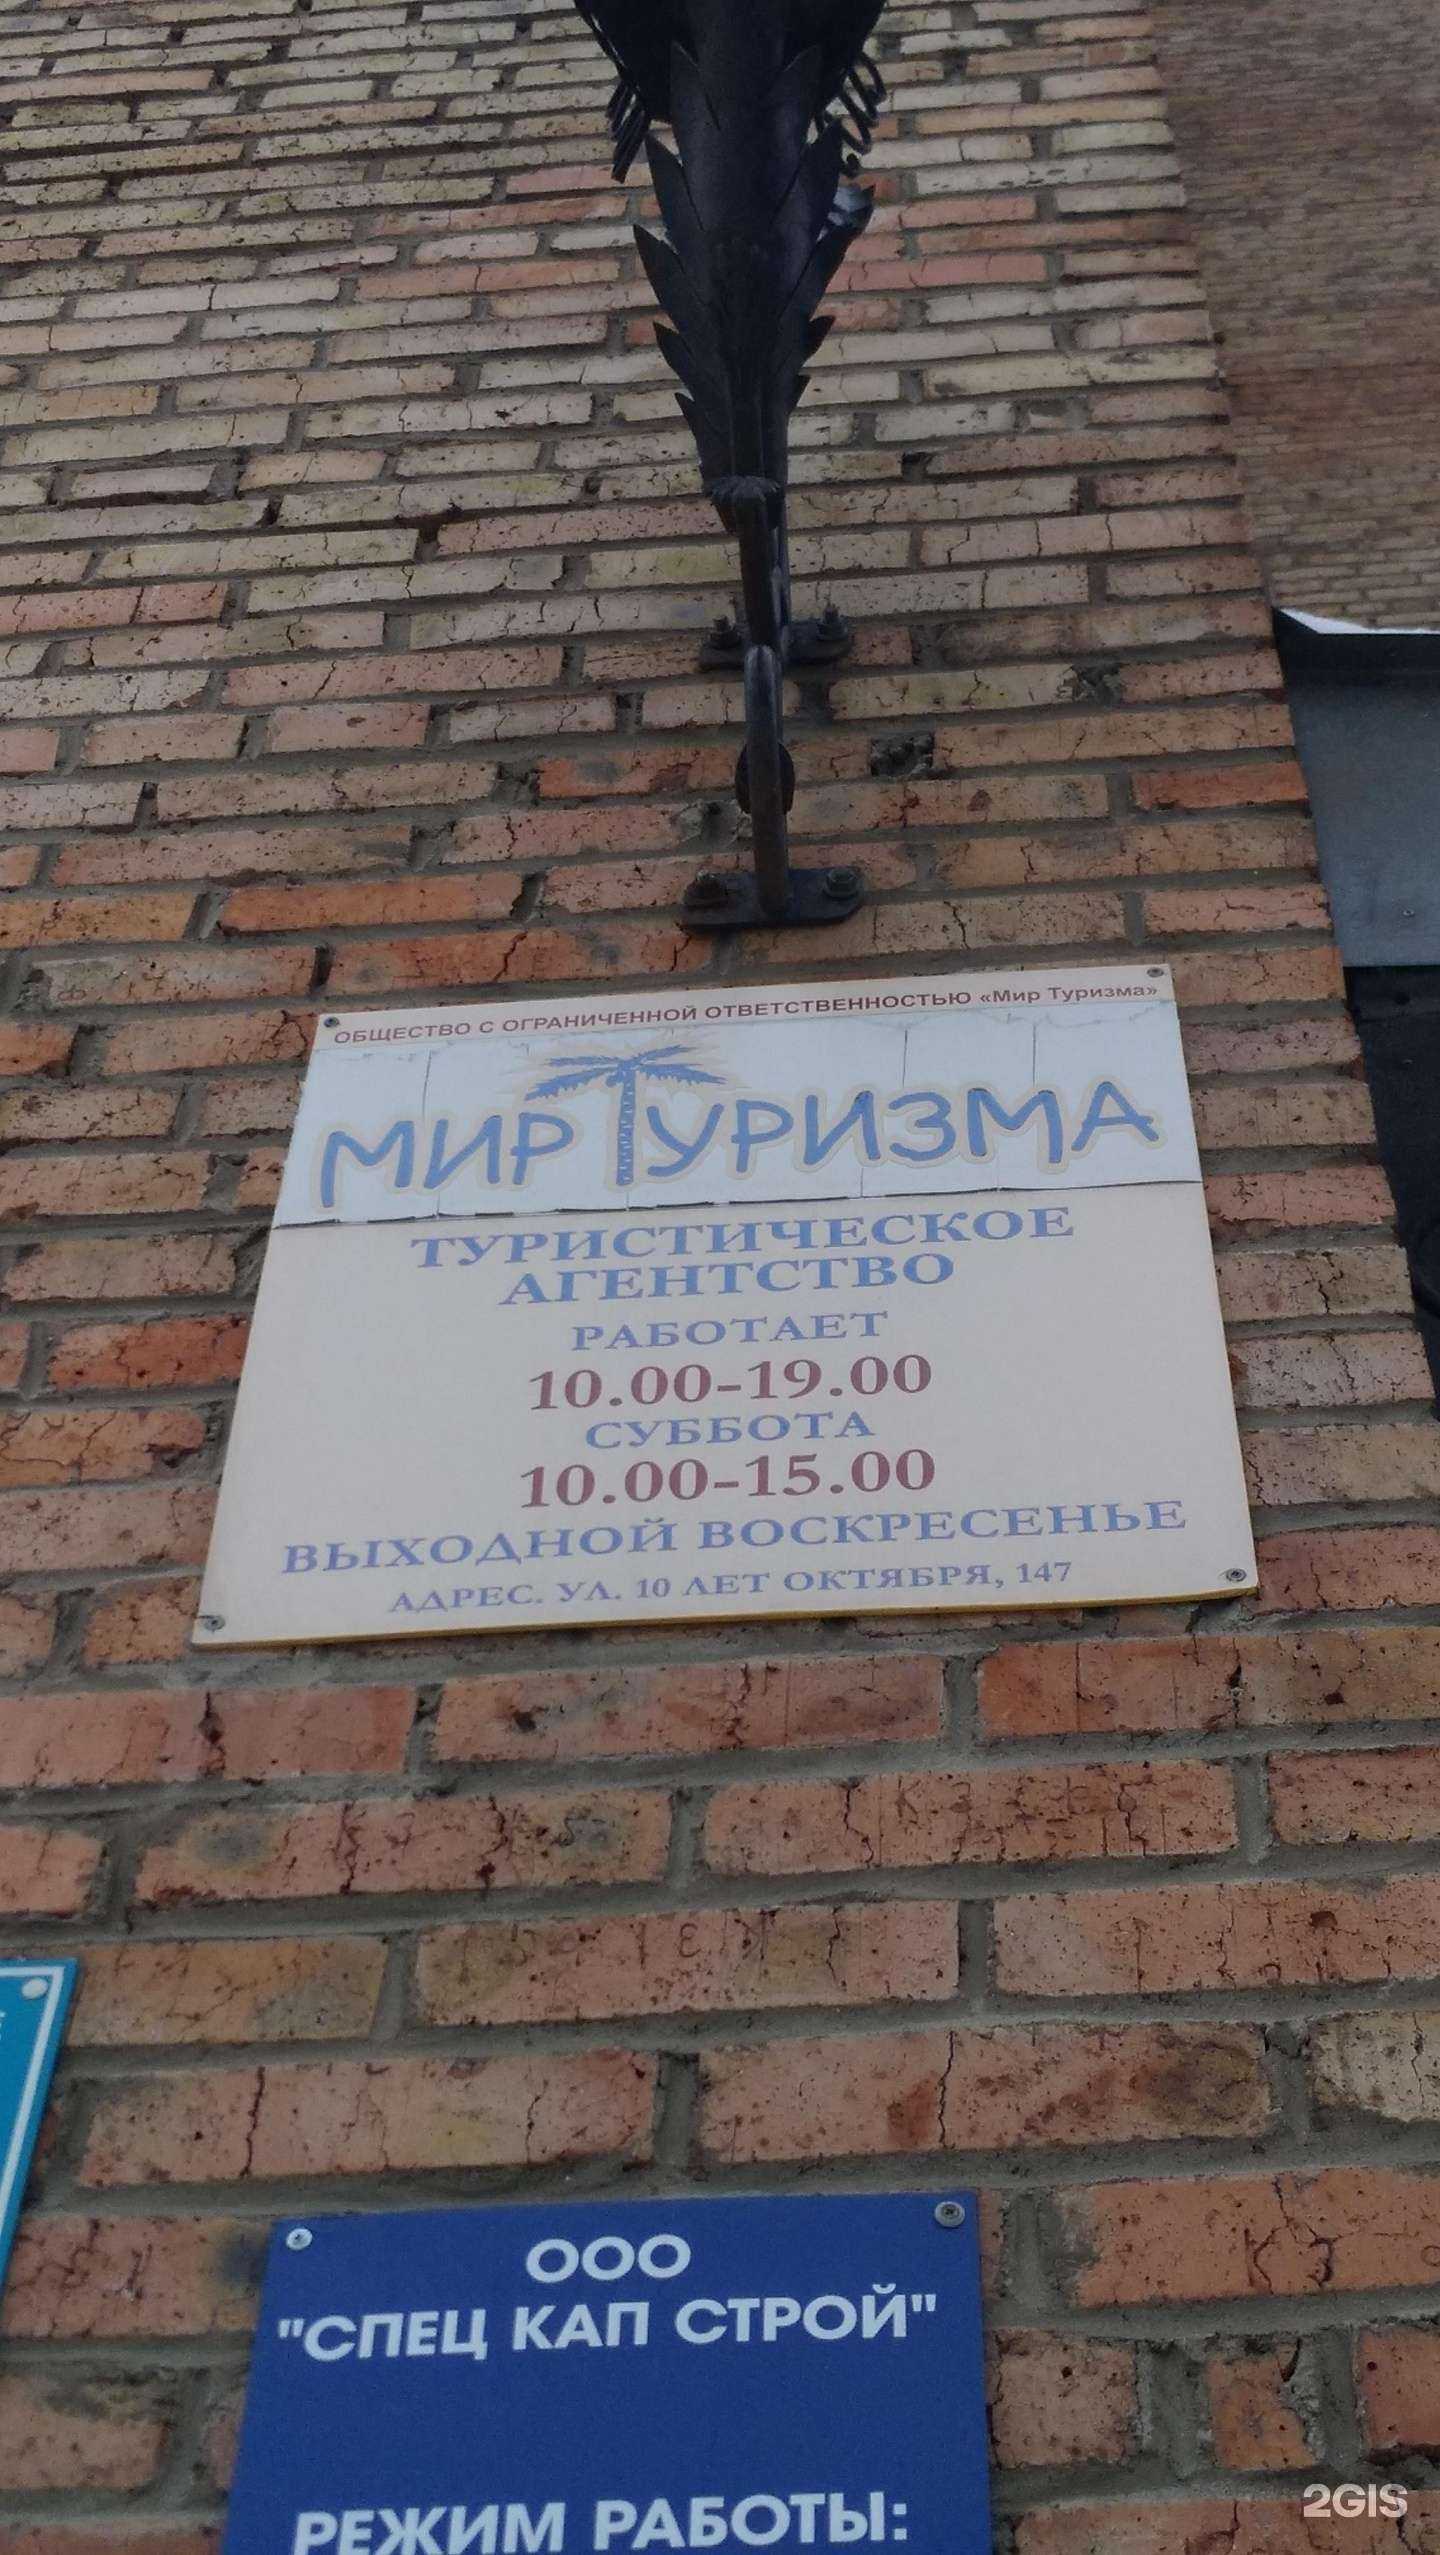 ОБЩЕСТВО С ОГРАНИЧЕННОЙ ОТВЕТСТВЕННОСТЬЮ «Мир Туризма»
МИР ТУРИЗМА
ТУРИСТИЧЕСКОЕ
АГЕНТСТВО
РАБОТАЕТ
10.00-19.00
СУББОТА
10.00-15.00
ВЫХОДНОЙ ВОСКРЕСЕНЬЕ
АДРЕС. УЛ. 10 ЛЕТ ОКТЯБРЯ, 147
ООО
"СПЕЦ КАП СТРОЙ"
РЕЖИМ РАБОТЫ:
2GIS